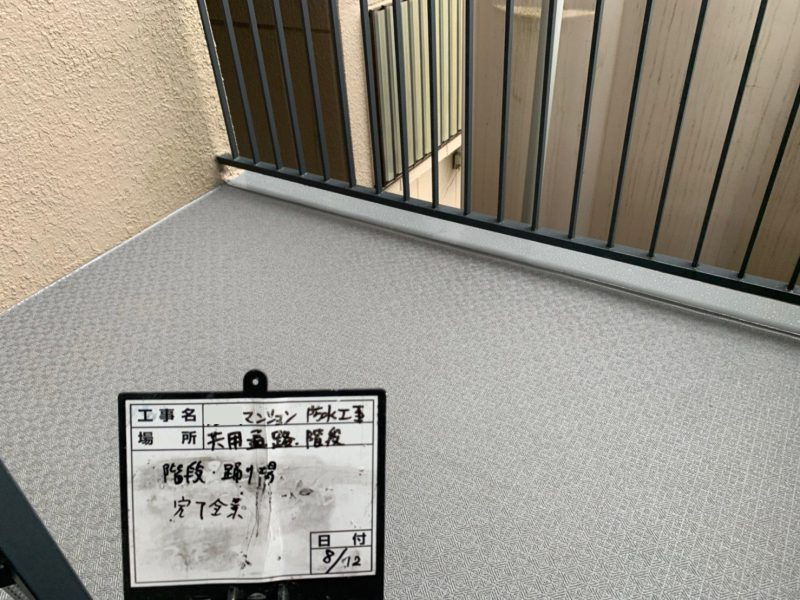 工事名 マンション 防水工事
場所 共用通路・階段
階段・踊り場
完了全景
日付
8/12